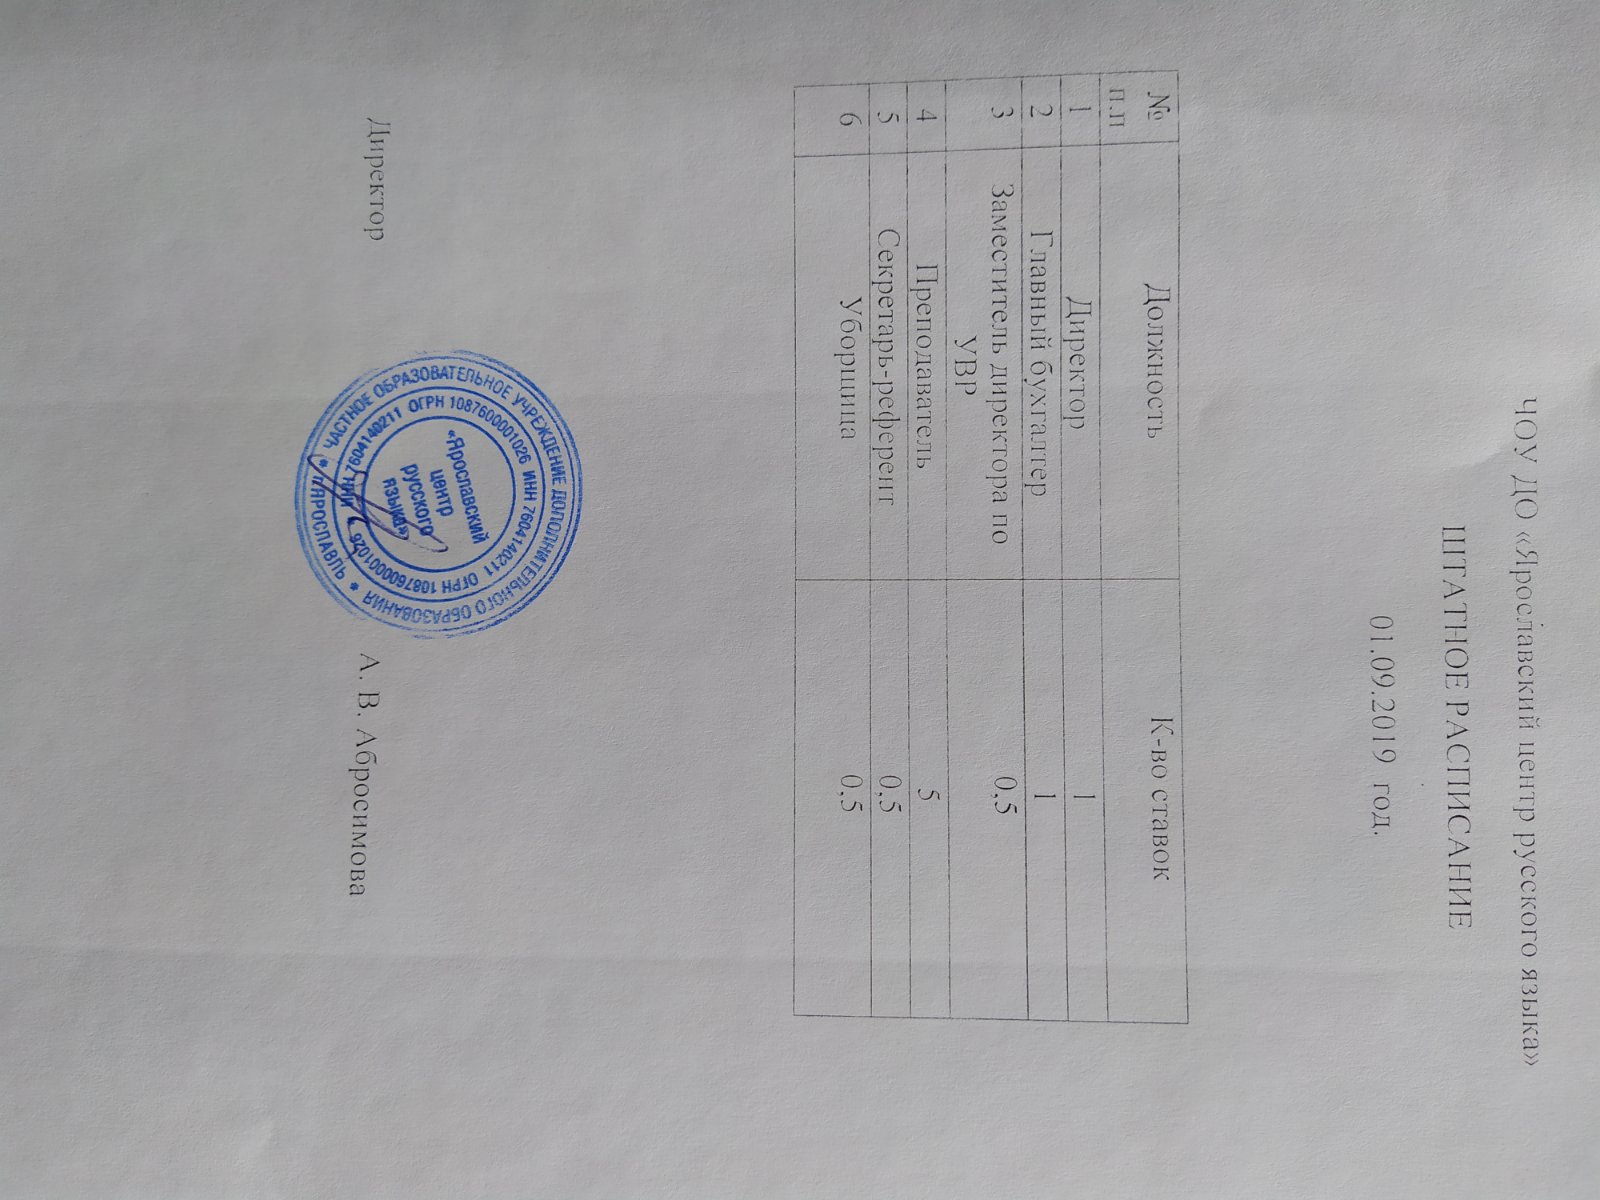 ЧОУ ДО «Ярославский центр русского языка»
ШТАТНОЕ РАСПИСАНИЕ
01.09.2019 год.
№ п.п Должность К-во ставок
1 Директор 1
2 Главный бухгалтер 1
3 Заместитель директора по УВР 0,5
4 Преподаватель 5
5 Секретарь-референт 0,5
6 Уборщица 0,5
ЧАСТНОЕ ОБРАЗОВАТЕЛЬНОЕ УЧРЕЖДЕНИЕ ДОПОЛНИТЕЛЬНОГО ОБРАЗОВАНИЯ * г.ЯРОСЛАВЛЬ *
ИНН 7604140211 ОГРН 1087600001026 * ИНН 7604140211 ОГРН 1087600001026
«Ярославский
центр
русского
языка»
Директор А. В. Абросимова